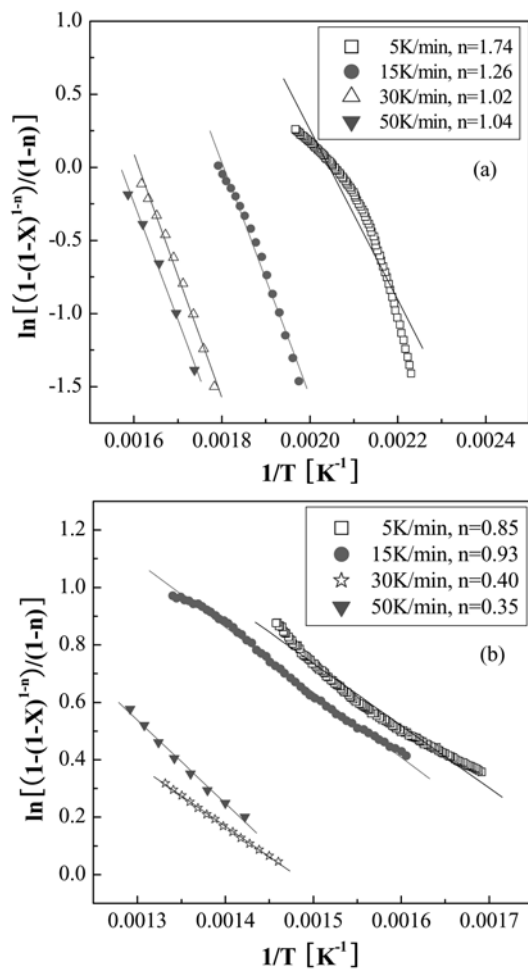 5K/min, n=1.74
15K/min, n=1.26
30K/min, n=1.02
50K/min, n=1.04
(a)
ln[(1-(1-X)^{1-n})/(1-n)]
0.5
0.0
-0.5
-1.0
-1.5
1.0
0.0016 0.0018 0.0020 0.0022 0.0024
1/T [K^{-1}]
5K/min, n=0.85
15K/min, n=0.93
30K/min, n=0.40
50K/min, n=0.35
(b)
ln[(1-(1-X)^{1-n})/(1-n)]
1.2
1.0
0.8
0.6
0.4
0.2
0.0
0.0013 0.0014 0.0015 0.0016 0.0017
1/T [K^{-1}]